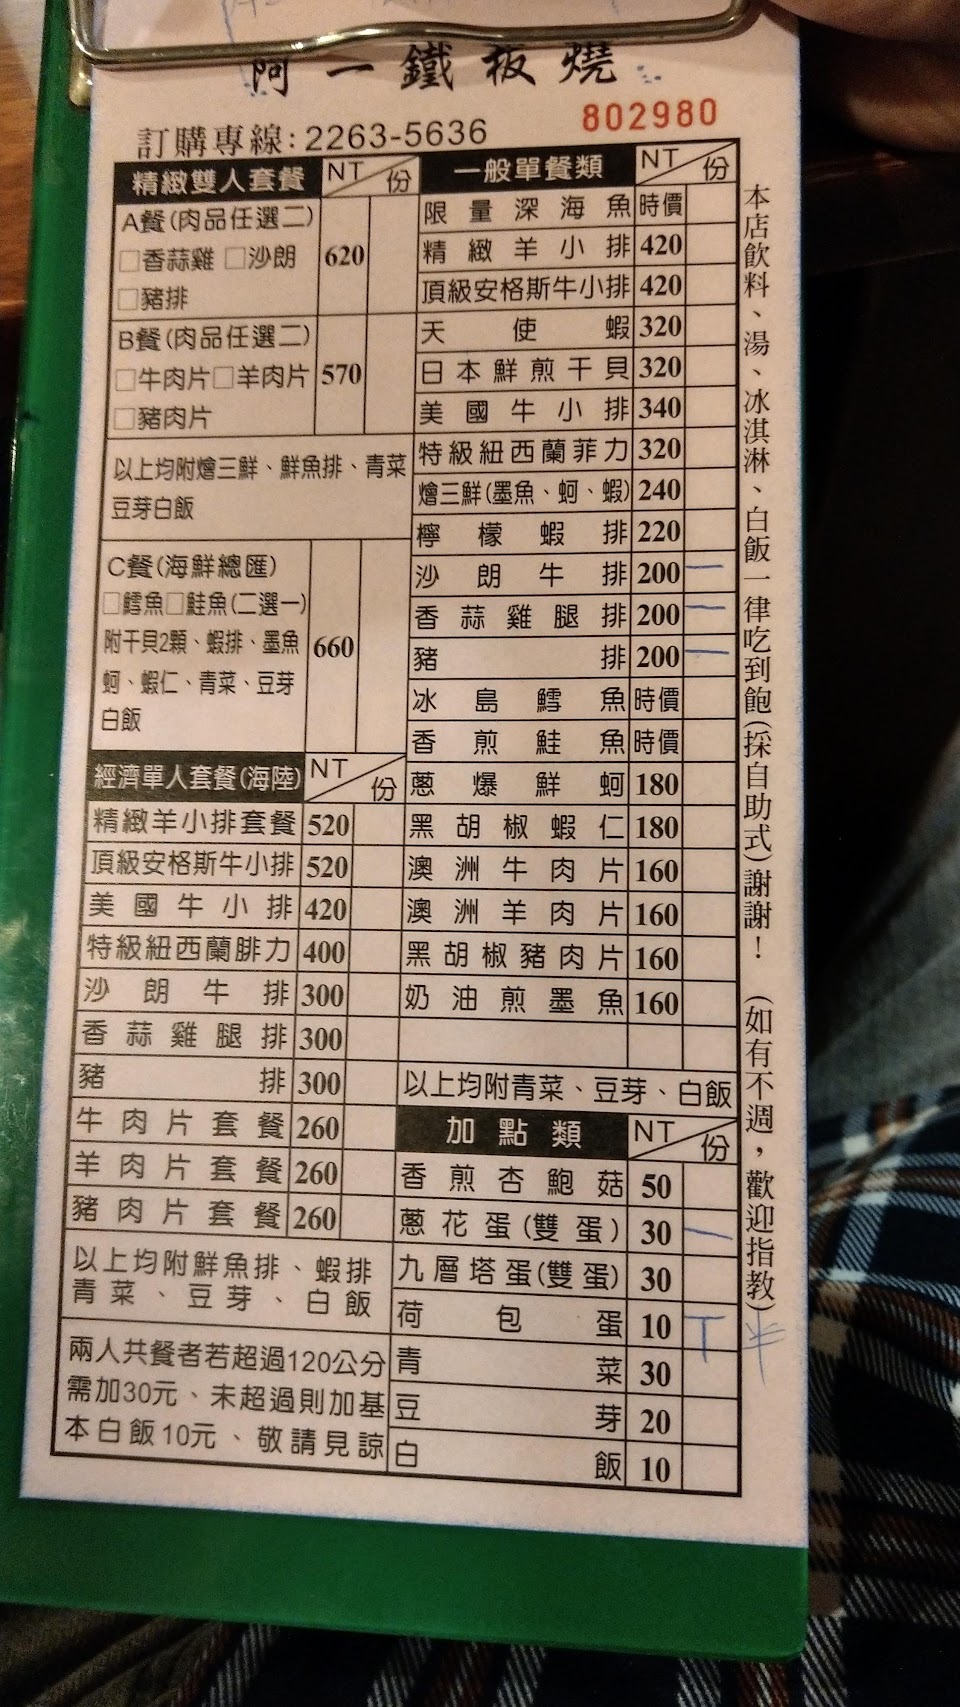 阿一鐵板燒
802980
訂購專線:2263-5636
精緻雙人套餐 NT 份
A餐(肉品任選二)
□香蒜雞 □沙朗 620
□豬排
B餐(肉品任選二)
□牛肉片□羊肉片 570
□豬肉片
以上均附燴三鮮、鮮魚排、青菜
豆芽白飯
C餐(海鮮總匯)
□鱈魚□鮭魚(二選一)
附干貝2顆、蝦排、墨魚 660
蚵、蝦仁、青菜、豆芽
白飯
經濟單人套餐(海陸) NT 份
精緻羊小排套餐 520
頂級安格斯牛小排 520
美國牛小排 420
特級紐西蘭腓力 400
沙朗牛排 300
香蒜雞腿排 300
豬排 300
牛肉片套餐 260
羊肉片套餐 260
豬肉片套餐 260
以上均附鮮魚排、蝦排
青菜、豆芽、白飯
兩人共餐者若超過120公分
需加30元、未超過則加基
本白飯10元、敬請見諒
一般單餐類 NT 份
限量深海魚 時價
精緻羊小排 420
頂級安格斯牛小排 420
天使蝦 320
日本鮮煎干貝 320
美國牛小排 340
特級紐西蘭菲力 320
燴三鮮(墨魚、蚵、蝦) 240
檸檬蝦排 220
沙朗牛排 200 一
香蒜雞腿排 200 一
豬排 200 一
冰島鱈魚 時價
香煎鮭魚 時價
蔥爆鮮蚵 180
黑胡椒蝦仁 180
澳洲牛肉片 160
澳洲羊肉片 160
黑胡椒豬肉片 160
奶油煎墨魚 160
以上均附青菜、豆芽、白飯
加點類 NT 份
香煎杏鮑菇 50
蔥花蛋(雙蛋) 30 一
九層塔蛋(雙蛋) 30
荷包蛋 10 丅 半
青菜 30
豆芽 20
白飯 10
本店飲料、湯、冰淇淋、白飯一律吃到飽(採自助式)謝謝！(如有不週，歡迎指教)